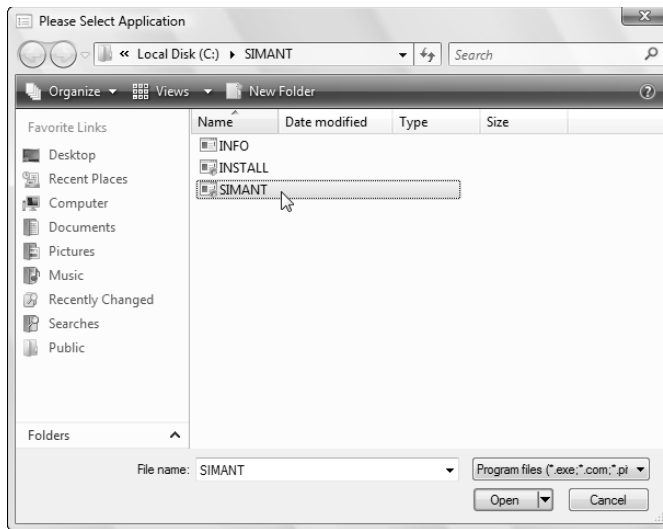 Please Select Application
« Local Disk (C:) ▸ SIMANT
Search
Organize
Views
New Folder
Favorite Links
Desktop
Recent Places
Computer
Documents
Pictures
Music
Recently Changed
Searches
Public
Folders
Name Date modified Type Size
INFO
INSTALL
SIMANT
File name: SIMANT
Program files (*.exe;*.com;*.pi
Open Cancel